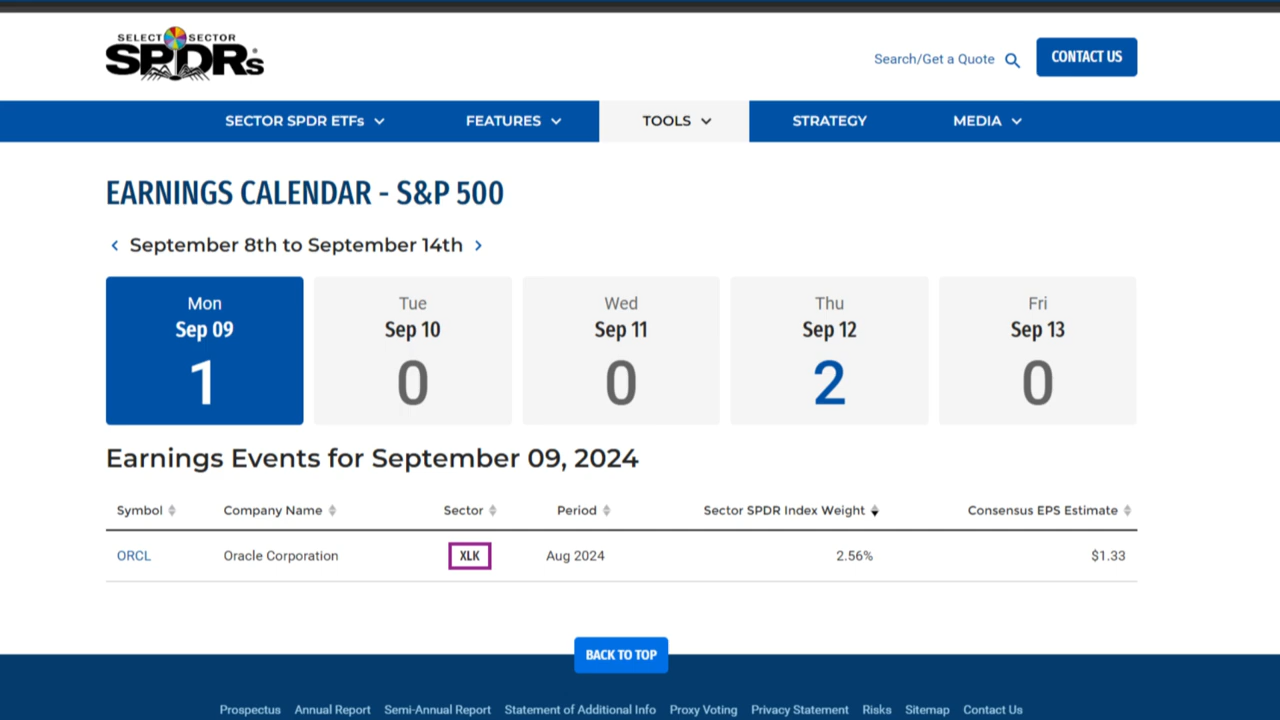 SELECT SECTOR
SPDRs
Search/Get a Quote
CONTACT US
SECTOR SPDR ETFs FEATURES TOOLS STRATEGY MEDIA
EARNINGS CALENDAR - S&P 500
September 8th to September 14th
Mon Tue Wed Thu Fri
Sep 09 Sep 10 Sep 11 Sep 12 Sep 13
1 0 0 2 0
Earnings Events for September 09, 2024
Symbol Company Name Sector Period Sector SPDR Index Weight Consensus EPS Estimate
ORCL Oracle Corporation XLK Aug 2024 2.56% $1.33
BACK TO TOP
Prospectus Annual Report Semi-Annual Report Statement of Additional Info Proxy Voting Privacy Statement Risks Sitemap Contact Us